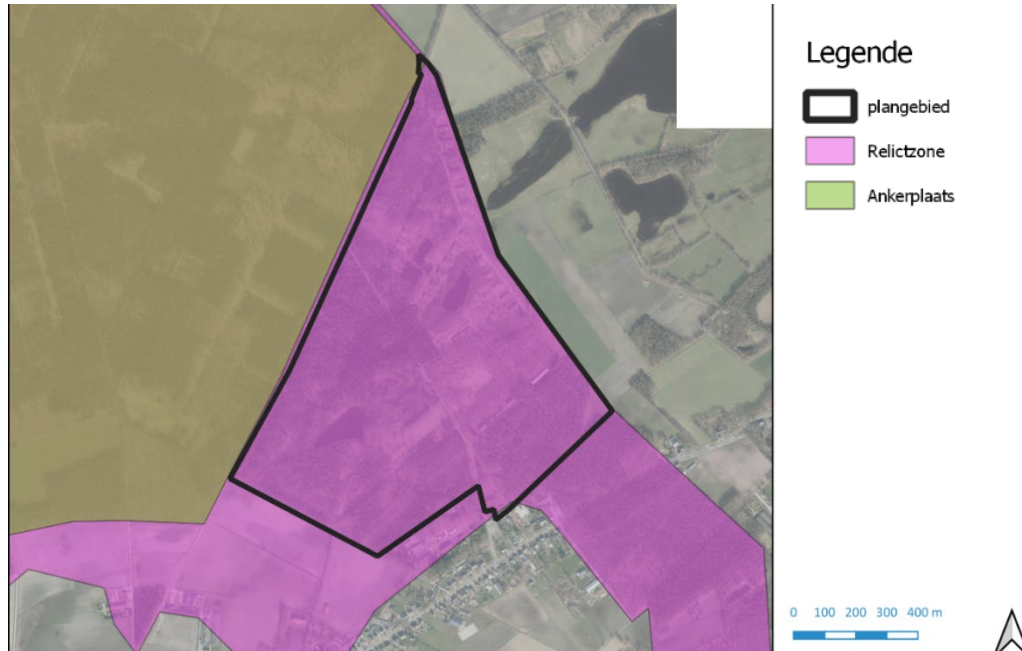 Legende
plangebied
Relictzone
Ankerplaats
0 100 200 300 400 m